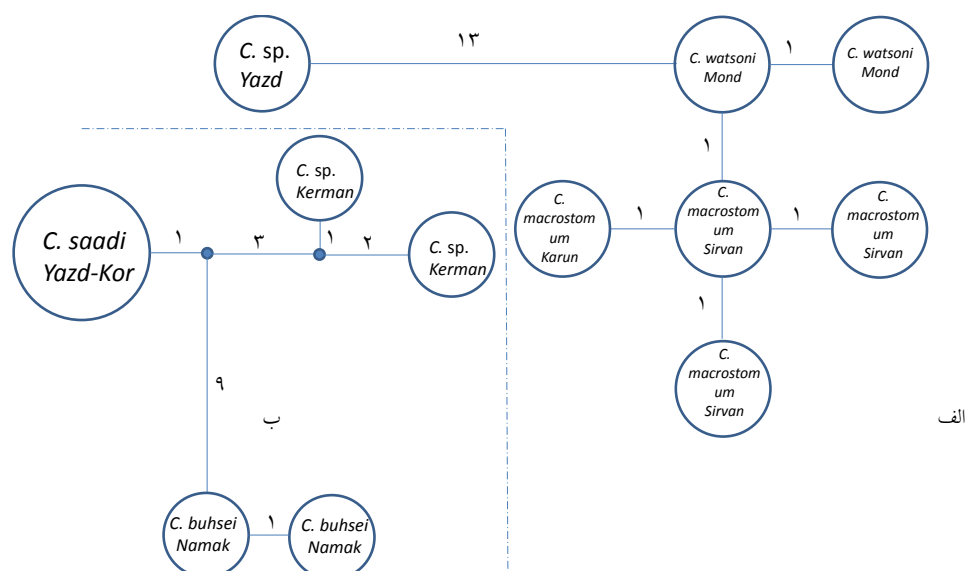 C. sp.
Yazd
۱۳
C. watsoni
Mond
۱
C. watsoni
Mond
۱
C. sp.
Kerman
C. saadi
Yazd-Kor
۱
۳
۱
۲
C. sp.
Kerman
C.
macrostom
um
Karun
۱
C.
macrostom
um
Sirvan
۱
C.
macrostom
um
Sirvan
۱
C.
macrostom
um
Sirvan
۹
ب
الف
C. buhsei
Namak
۱
C. buhsei
Namak